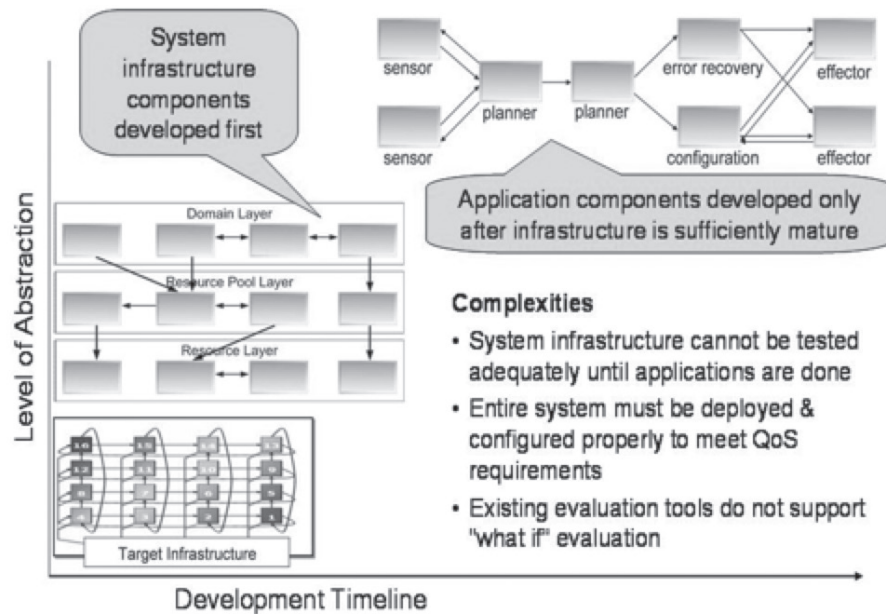 System
infrastructure
components
developed first
sensor
sensor
planner
planner
error recovery
configuration
effector
effector
Application components developed only
after infrastructure is sufficiently mature
Domain Layer
Resource Pool Layer
Resource Layer
Target Infrastructure
Level of Abstraction
Development Timeline
Complexities
• System infrastructure cannot be tested
adequately until applications are done
• Entire system must be deployed &
configured properly to meet QoS
requirements
• Existing evaluation tools do not support
"what if" evaluation